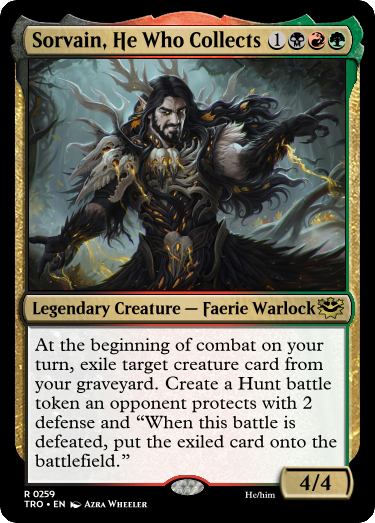 Sorvain, He Who Collects 1
Legendary Creature — Faerie Warlock
At the beginning of combat on your
turn, exile target creature card from
your graveyard. Create a Hunt battle
token an opponent protects with 2
defense and “When this battle is
defeated, put the exiled card onto the
battlefield.”
4/4
R 0259
TRO • EN Azra Wheeler
He/him